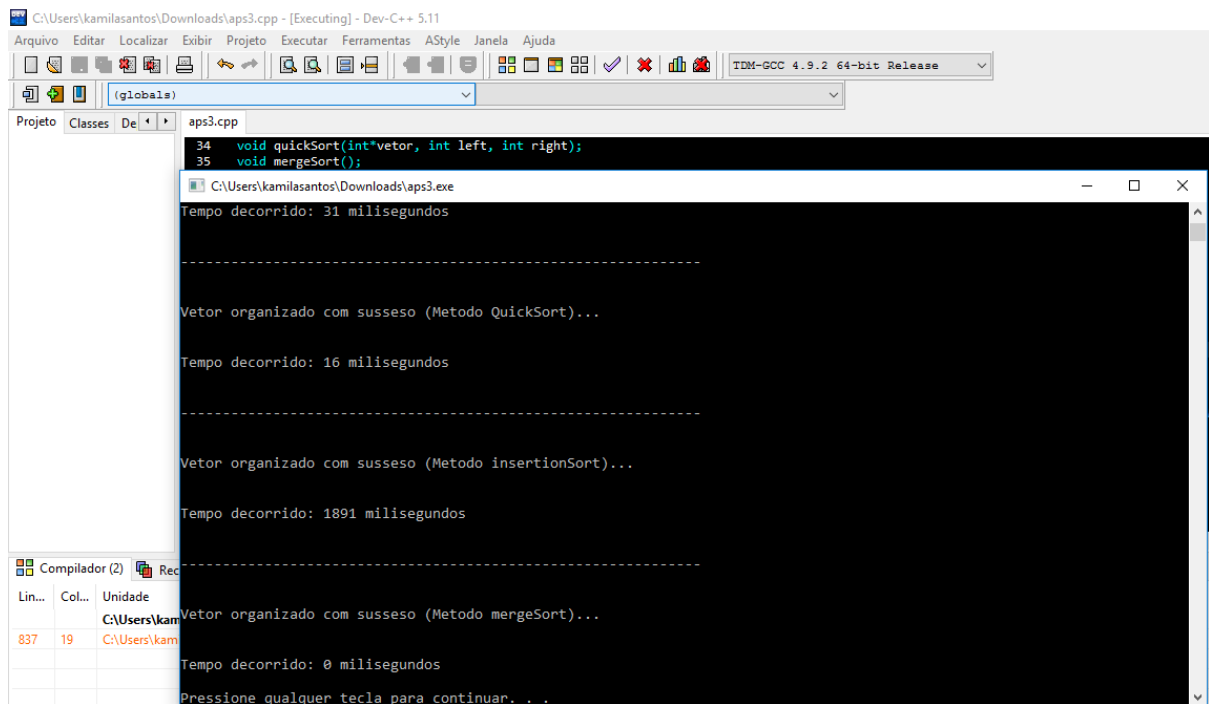 C:\Users\kamilasantos\Downloads\aps3.cpp - [Executing] - Dev-C++ 5.11
Arquivo Editar Localizar Exibir Projeto Executar Ferramentas AStyle Janela Ajuda
TDM-GCC 4.9.2 64-bit Release
(globals)
Projeto Classes De aps3.cpp
34 void quickSort(int*vetor, int left, int right);
35 void mergeSort();
C:\Users\kamilasantos\Downloads\aps3.exe
Tempo decorrido: 31 milisegundos
------------------------------------------------------------
Vetor organizado com susseso (Metodo QuickSort)...
Tempo decorrido: 16 milisegundos
------------------------------------------------------------
Vetor organizado com susseso (Metodo insertionSort)...
Tempo decorrido: 1891 milisegundos
------------------------------------------------------------
Vetor organizado com susseso (Metodo mergeSort)...
Tempo decorrido: 0 milisegundos
Pressione qualquer tecla para continuar. . .
Compilador (2) Rec
Lin... Col... Unidade
C:\Users\kam
837 19 C:\Users\kam